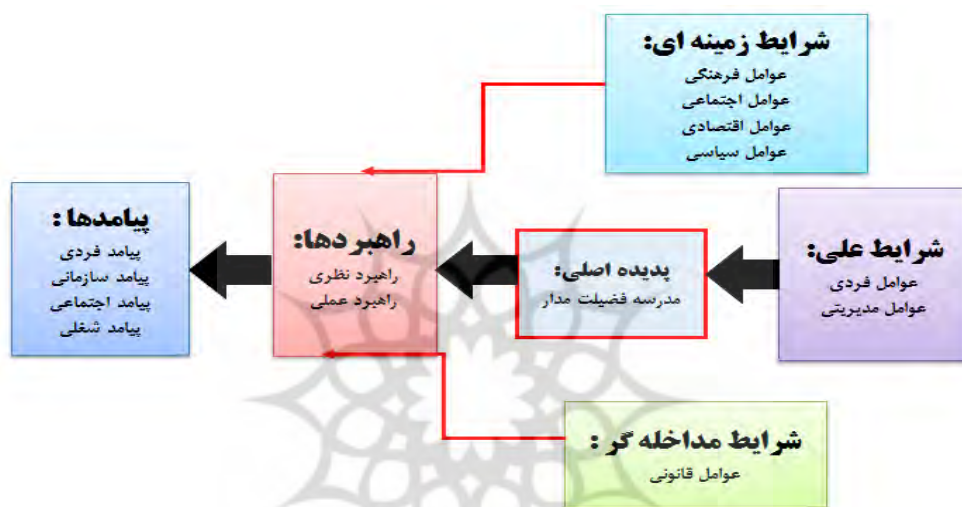 شرایط زمینه ای:
عوامل فرهنگی
عوامل اجتماعی
عوامل اقتصادی
عوامل سیاسی
شرایط علی:
عوامل فردی
عوامل مدیریتی
پدیده اصلی:
مدرسه فضیلت مدار
راهبردها:
راهبرد نظری
راهبرد عملی
پیامدها :
پیامد فردی
پیامد سازمانی
پیامد اجتماعی
پیامد شغلی
شرایط مداخله گر :
عوامل قانونی